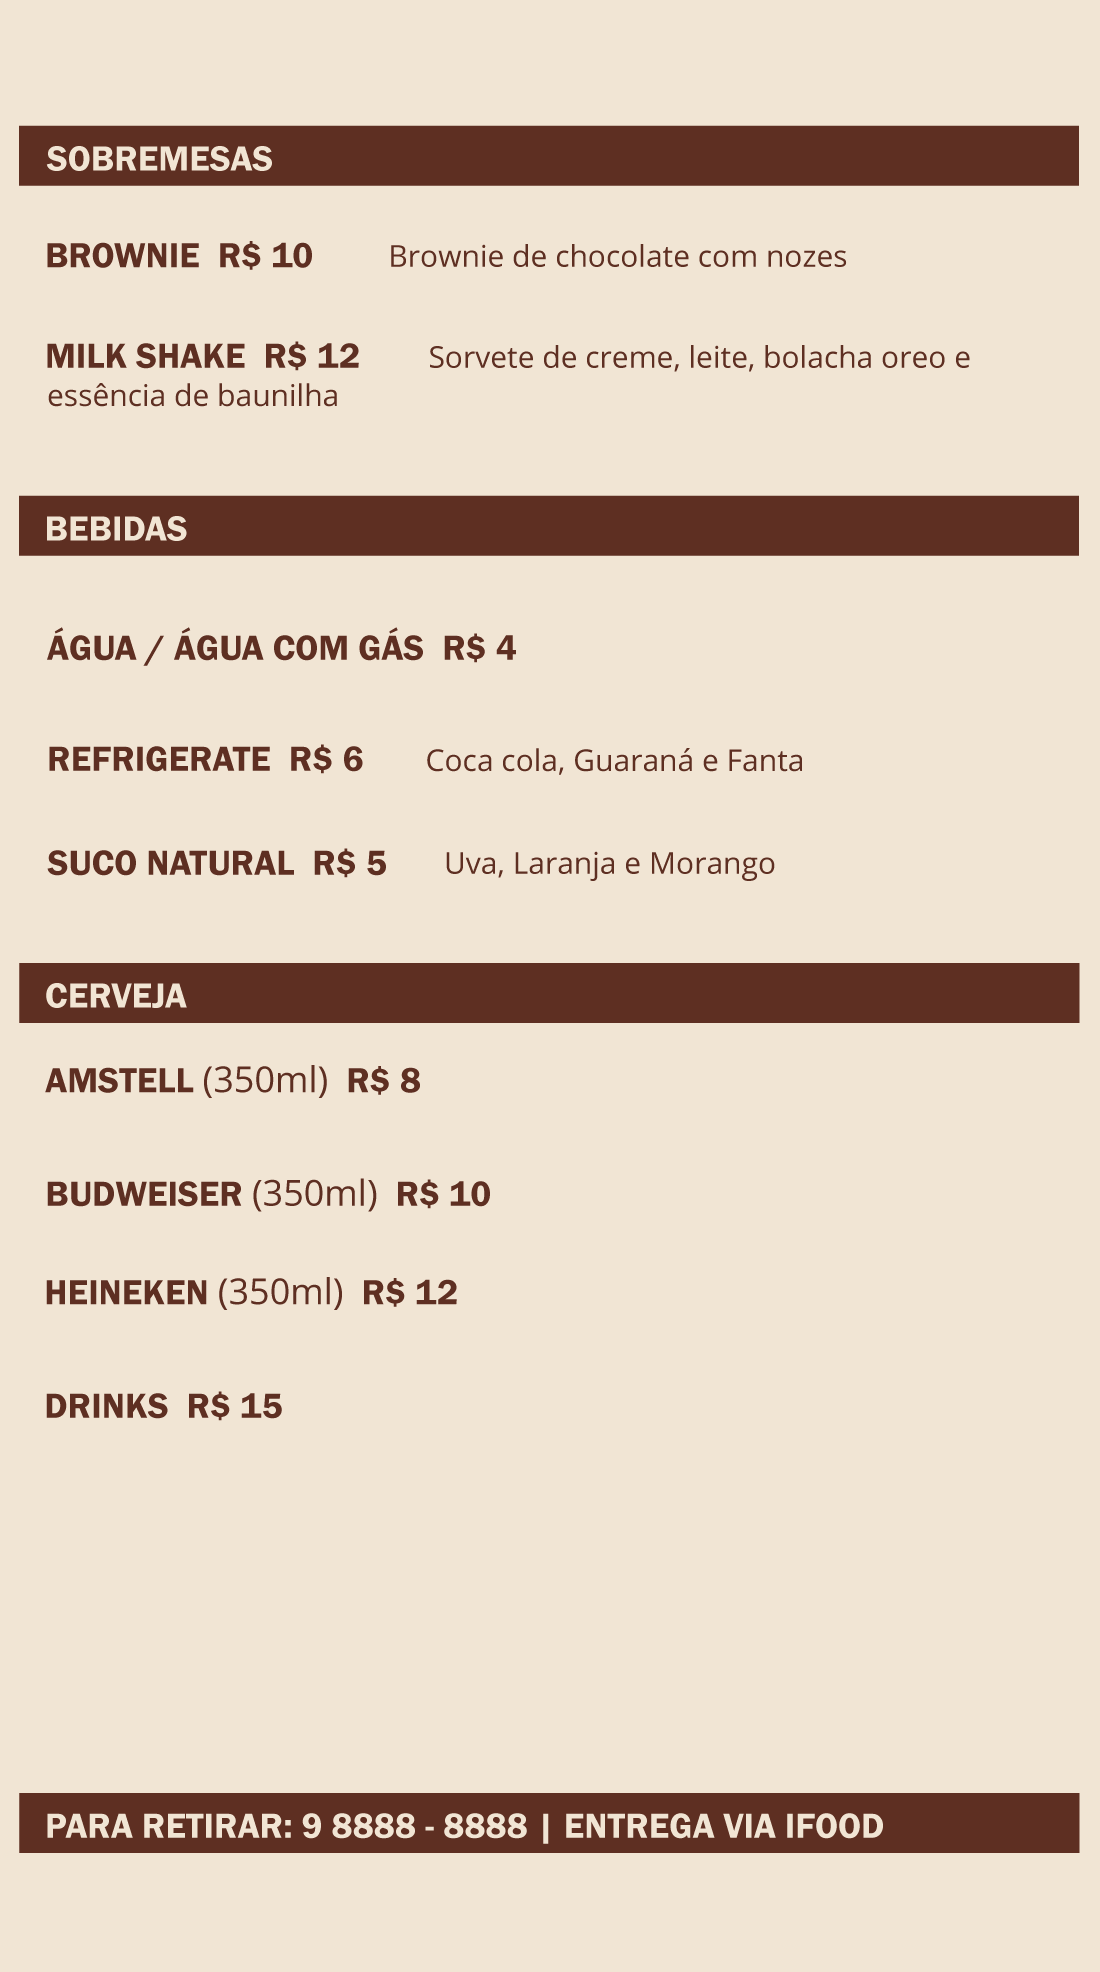 SOBREMESAS
BROWNIE  R$ 10 Brownie de chocolate com nozes
MILK SHAKE  R$ 12 Sorvete de creme, leite, bolacha oreo e
essência de baunilha
BEBIDAS
ÁGUA / ÁGUA COM GÁS  R$ 4
REFRIGERATE  R$ 6 Coca cola, Guaraná e Fanta
SUCO NATURAL  R$ 5 Uva, Laranja e Morango
CERVEJA
AMSTELL (350ml)  R$ 8
BUDWEISER (350ml)  R$ 10
HEINEKEN (350ml)  R$ 12
DRINKS  R$ 15
PARA RETIRAR: 9 8888 - 8888 | ENTREGA VIA IFOOD